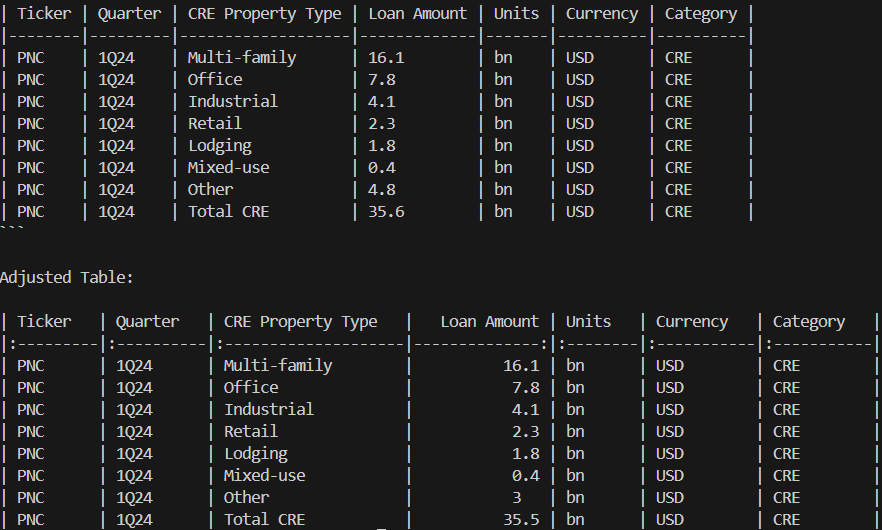 | Ticker | Quarter | CRE Property Type | Loan Amount | Units | Currency | Category |
|--------|---------|-------------------|-------------|-------|----------|----------|
| PNC    | 1Q24    | Multi-family      | 16.1        | bn    | USD      | CRE      |
| PNC    | 1Q24    | Office            | 7.8         | bn    | USD      | CRE      |
| PNC    | 1Q24    | Industrial        | 4.1         | bn    | USD      | CRE      |
| PNC    | 1Q24    | Retail            | 2.3         | bn    | USD      | CRE      |
| PNC    | 1Q24    | Lodging           | 1.8         | bn    | USD      | CRE      |
| PNC    | 1Q24    | Mixed-use         | 0.4         | bn    | USD      | CRE      |
| PNC    | 1Q24    | Other             | 4.8         | bn    | USD      | CRE      |
| PNC    | 1Q24    | Total CRE         | 35.6        | bn    | USD      | CRE      |
```
Adjusted Table:
| Ticker   | Quarter   | CRE Property Type   |   Loan Amount | Units   | Currency   | Category   |
|:---------|:----------|:--------------------|--------------:|:--------|:-----------|:-----------|
| PNC      | 1Q24      | Multi-family        |          16.1 | bn      | USD        | CRE        |
| PNC      | 1Q24      | Office              |           7.8 | bn      | USD        | CRE        |
| PNC      | 1Q24      | Industrial          |           4.1 | bn      | USD        | CRE        |
| PNC      | 1Q24      | Retail              |           2.3 | bn      | USD        | CRE        |
| PNC      | 1Q24      | Lodging             |           1.8 | bn      | USD        | CRE        |
| PNC      | 1Q24      | Mixed-use           |           0.4 | bn      | USD        | CRE        |
| PNC      | 1Q24      | Other               |           3   | bn      | USD        | CRE        |
| PNC      | 1Q24      | Total CRE           |          35.5 | bn      | USD        | CRE        |